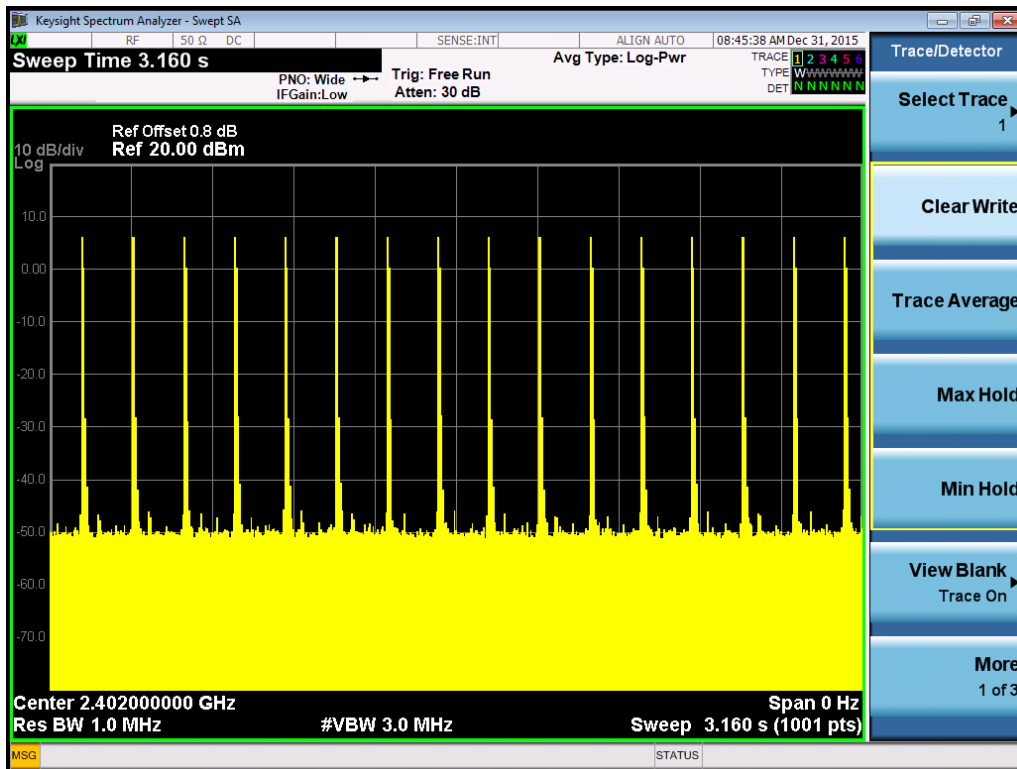 Keysight Spectrum Analyzer - Swept SA
LXI RF 50 Ω DC SENSE:INT ALIGN AUTO 08:45:38 AM Dec 31, 2015
Sweep Time 3.160 s
PNO: Wide
IFGain:Low
Trig: Free Run
Atten: 30 dB
Avg Type: Log-Pwr
TRACE 1 2 3 4 5 6
TYPE WWWWWW
DET N N N N N N
Ref Offset 0.8 dB
10 dB/div Ref 20.00 dBm
Log
10.0
0.00
-10.0
-20.0
-30.0
-40.0
-50.0
-60.0
-70.0
Center 2.402000000 GHz Span 0 Hz
Res BW 1.0 MHz #VBW 3.0 MHz Sweep 3.160 s (1001 pts)
MSG STATUS
Trace/Detector
Select Trace
1
Clear Write
Trace Average
Max Hold
Min Hold
View Blank
Trace On
More
1 of 3